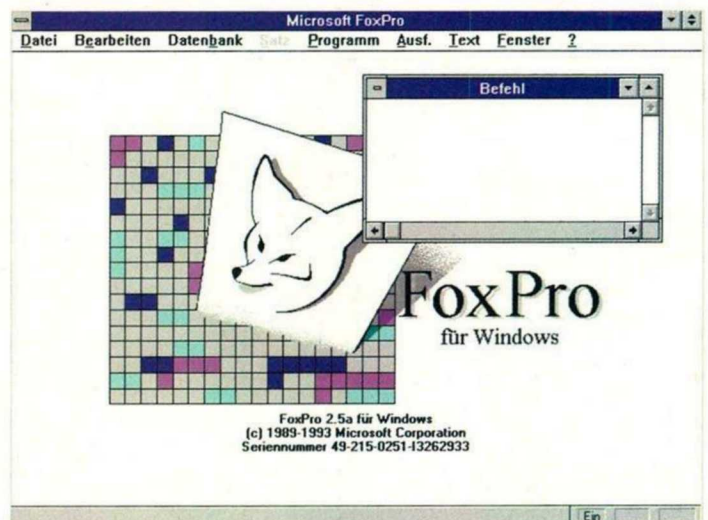 Microsoft FoxPro
Datei Bearbeiten Datenbank Satz Programm Ausf. Text Fenster ?
Befehl
FoxPro
für Windows
FoxPro 2.5a für Windows
(c) 1989-1993 Microsoft Corporation
Seriennummer 49-215-0251-13262933
Ein